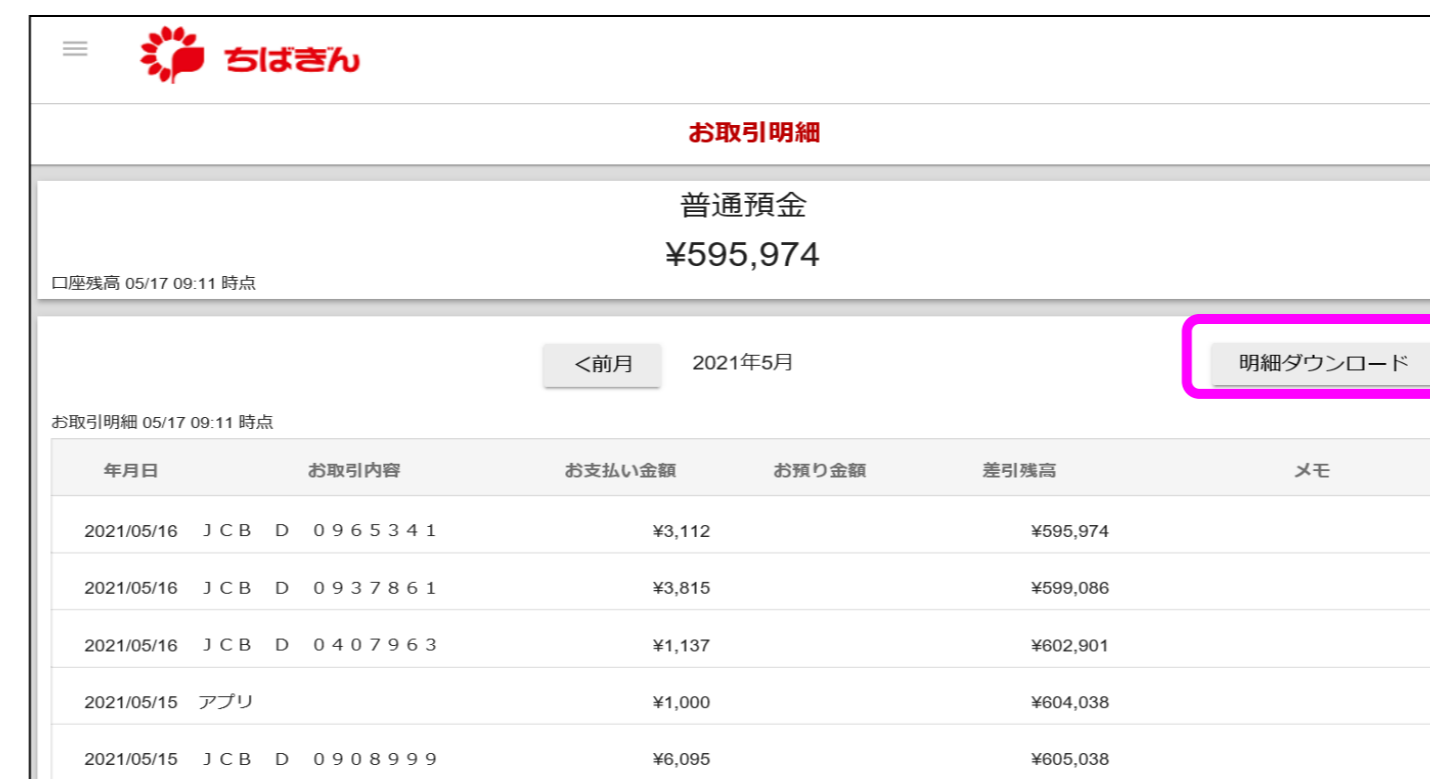 ちばぎん
お取引明細
普通預金
¥595,974
口座残高 05/17 09:11 時点
<前月 2021年5月 明細ダウンロード
お取引明細 05/17 09:11 時点
年月日 お取引内容 お支払い金額 お預り金額 差引残高 メモ
2021/05/16 ＪＣＢ　Ｄ　０９６５３４１ ¥3,112 ¥595,974
2021/05/16 ＪＣＢ　Ｄ　０９３７８６１ ¥3,815 ¥599,086
2021/05/16 ＪＣＢ　Ｄ　０４０７９６３ ¥1,137 ¥602,901
2021/05/15 アプリ ¥1,000 ¥604,038
2021/05/15 ＪＣＢ　Ｄ　０９０８９９９ ¥6,095 ¥605,038